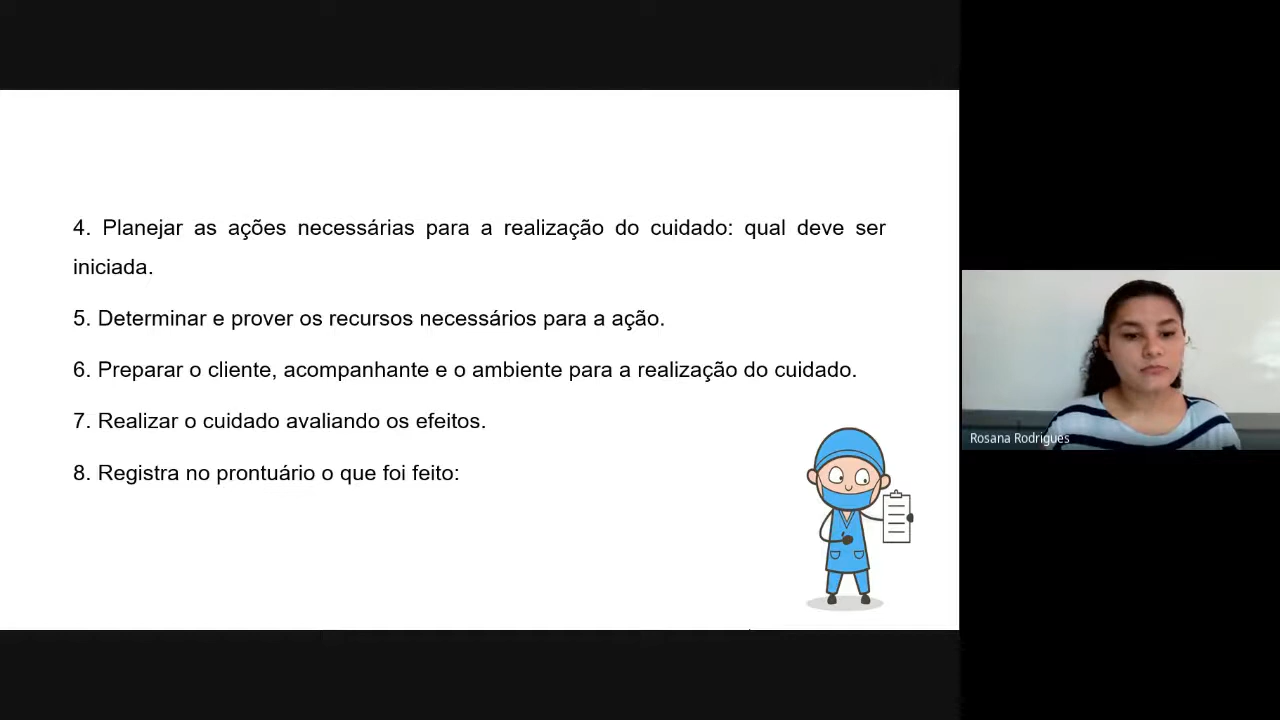 4. Planejar as ações necessárias para a realização do cuidado: qual deve ser
iniciada.
5. Determinar e prover os recursos necessários para a ação.
6. Preparar o cliente, acompanhante e o ambiente para a realização do cuidado.
7. Realizar o cuidado avaliando os efeitos.
8. Registra no prontuário o que foi feito:
Rosana Rodrigues